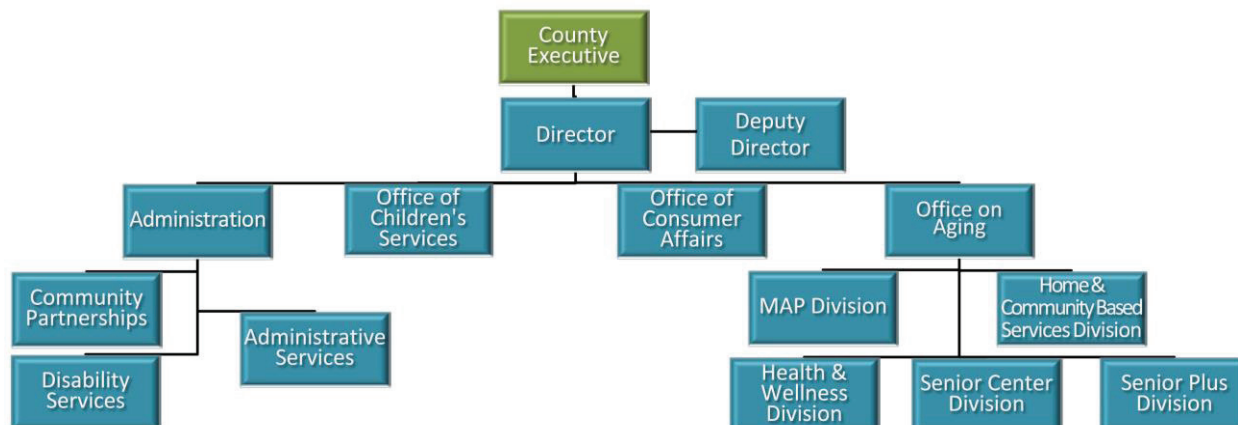 County
Executive
Director
Deputy
Director
Administration
Office of
Children's
Services
Office of
Consumer
Affairs
Office on
Aging
Community
Partnerships
Administrative
Services
Disability
Services
MAP Division
Home &
Community Based
Services Division
Health &
Wellness
Division
Senior Center
Division
Senior Plus
Division